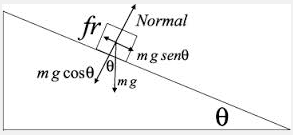 Normal
fr
m g senθ
m g cosθ
θ
m g
θ